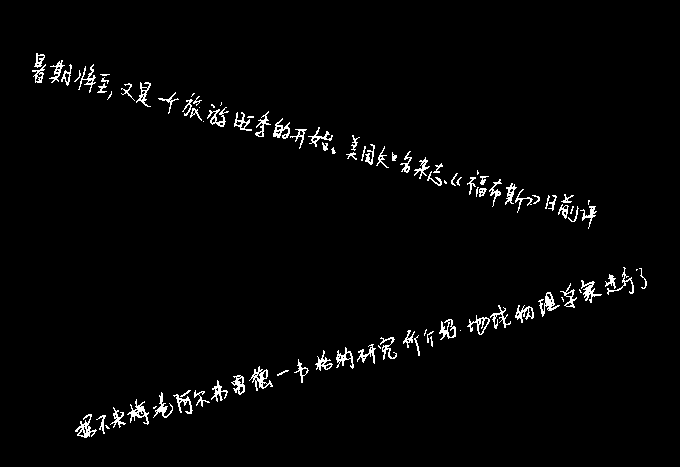 暑期将至,又是一个旅游旺季的开始。美国知名杂志《福布斯》日前评
据不来梅港阿尔弗雷德一韦格纳研究所介绍.地球物理学家进行了